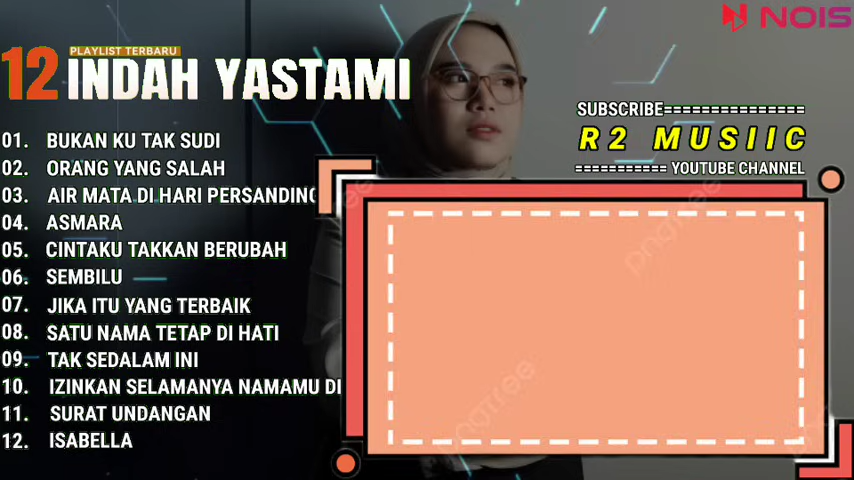 NOIS
PLAYLIST TERBARU
12 INDAH YASTAMI
SUBSCRIBE===============
R2 MUSIIC
=========== YOUTUBE CHANNEL
01. BUKAN KU TAK SUDI
02. ORANG YANG SALAH
03. AIR MATA DI HARI PERSANDING
04. ASMARA
05. CINTAKU TAKKAN BERUBAH
06. SEMBILU
07. JIKA ITU YANG TERBAIK
08. SATU NAMA TETAP DI HATI
09. TAK SEDALAM INI
10. IZINKAN SELAMANYA NAMAMU DI
11. SURAT UNDANGAN
12. ISABELLA
pngtree
pngtree